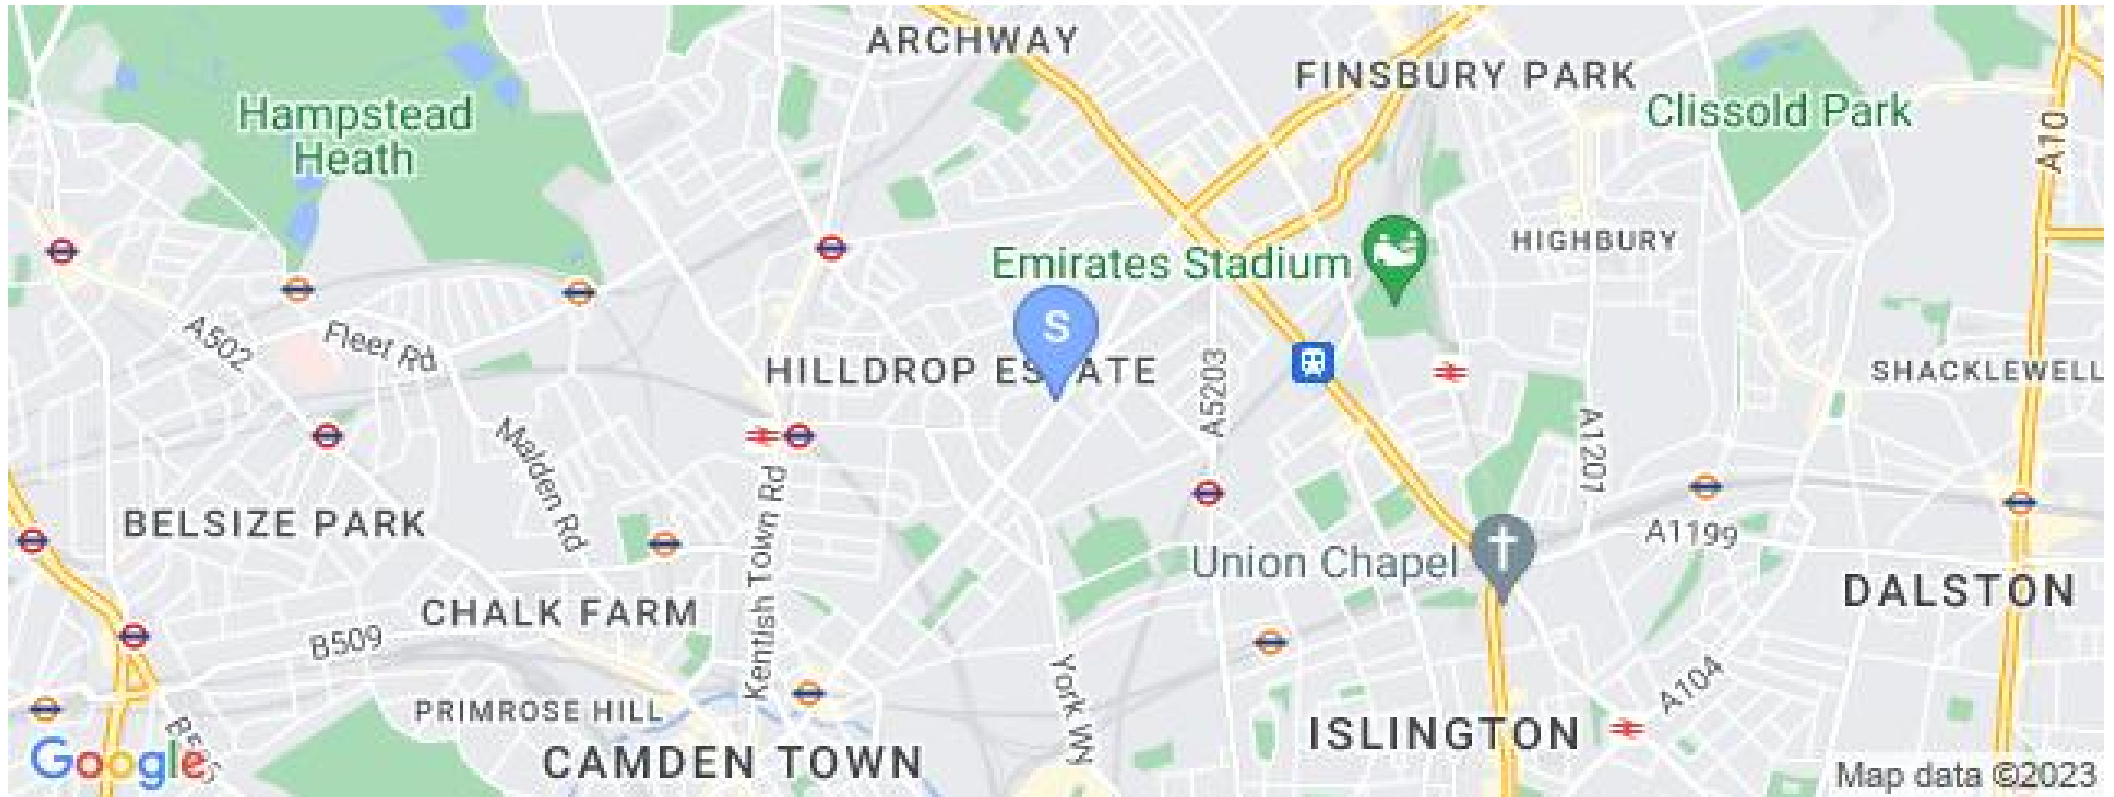 ARCHWAY
FINSBURY PARK
Hampstead
Heath
Clissold Park
A10
HIGHBURY
Emirates Stadium
S
A502
Fleet Rd
HILLDROP ESTATE
A5203
SHACKLEWELL
A1201
Malden Rd
BELSIZE PARK
Kentish Town Rd
Union Chapel
A1199
DALSTON
CHALK FARM
B509
York Wy
A104
PRIMROSE HILL
ISLINGTON
CAMDEN TOWN
Google
Map data ©2023